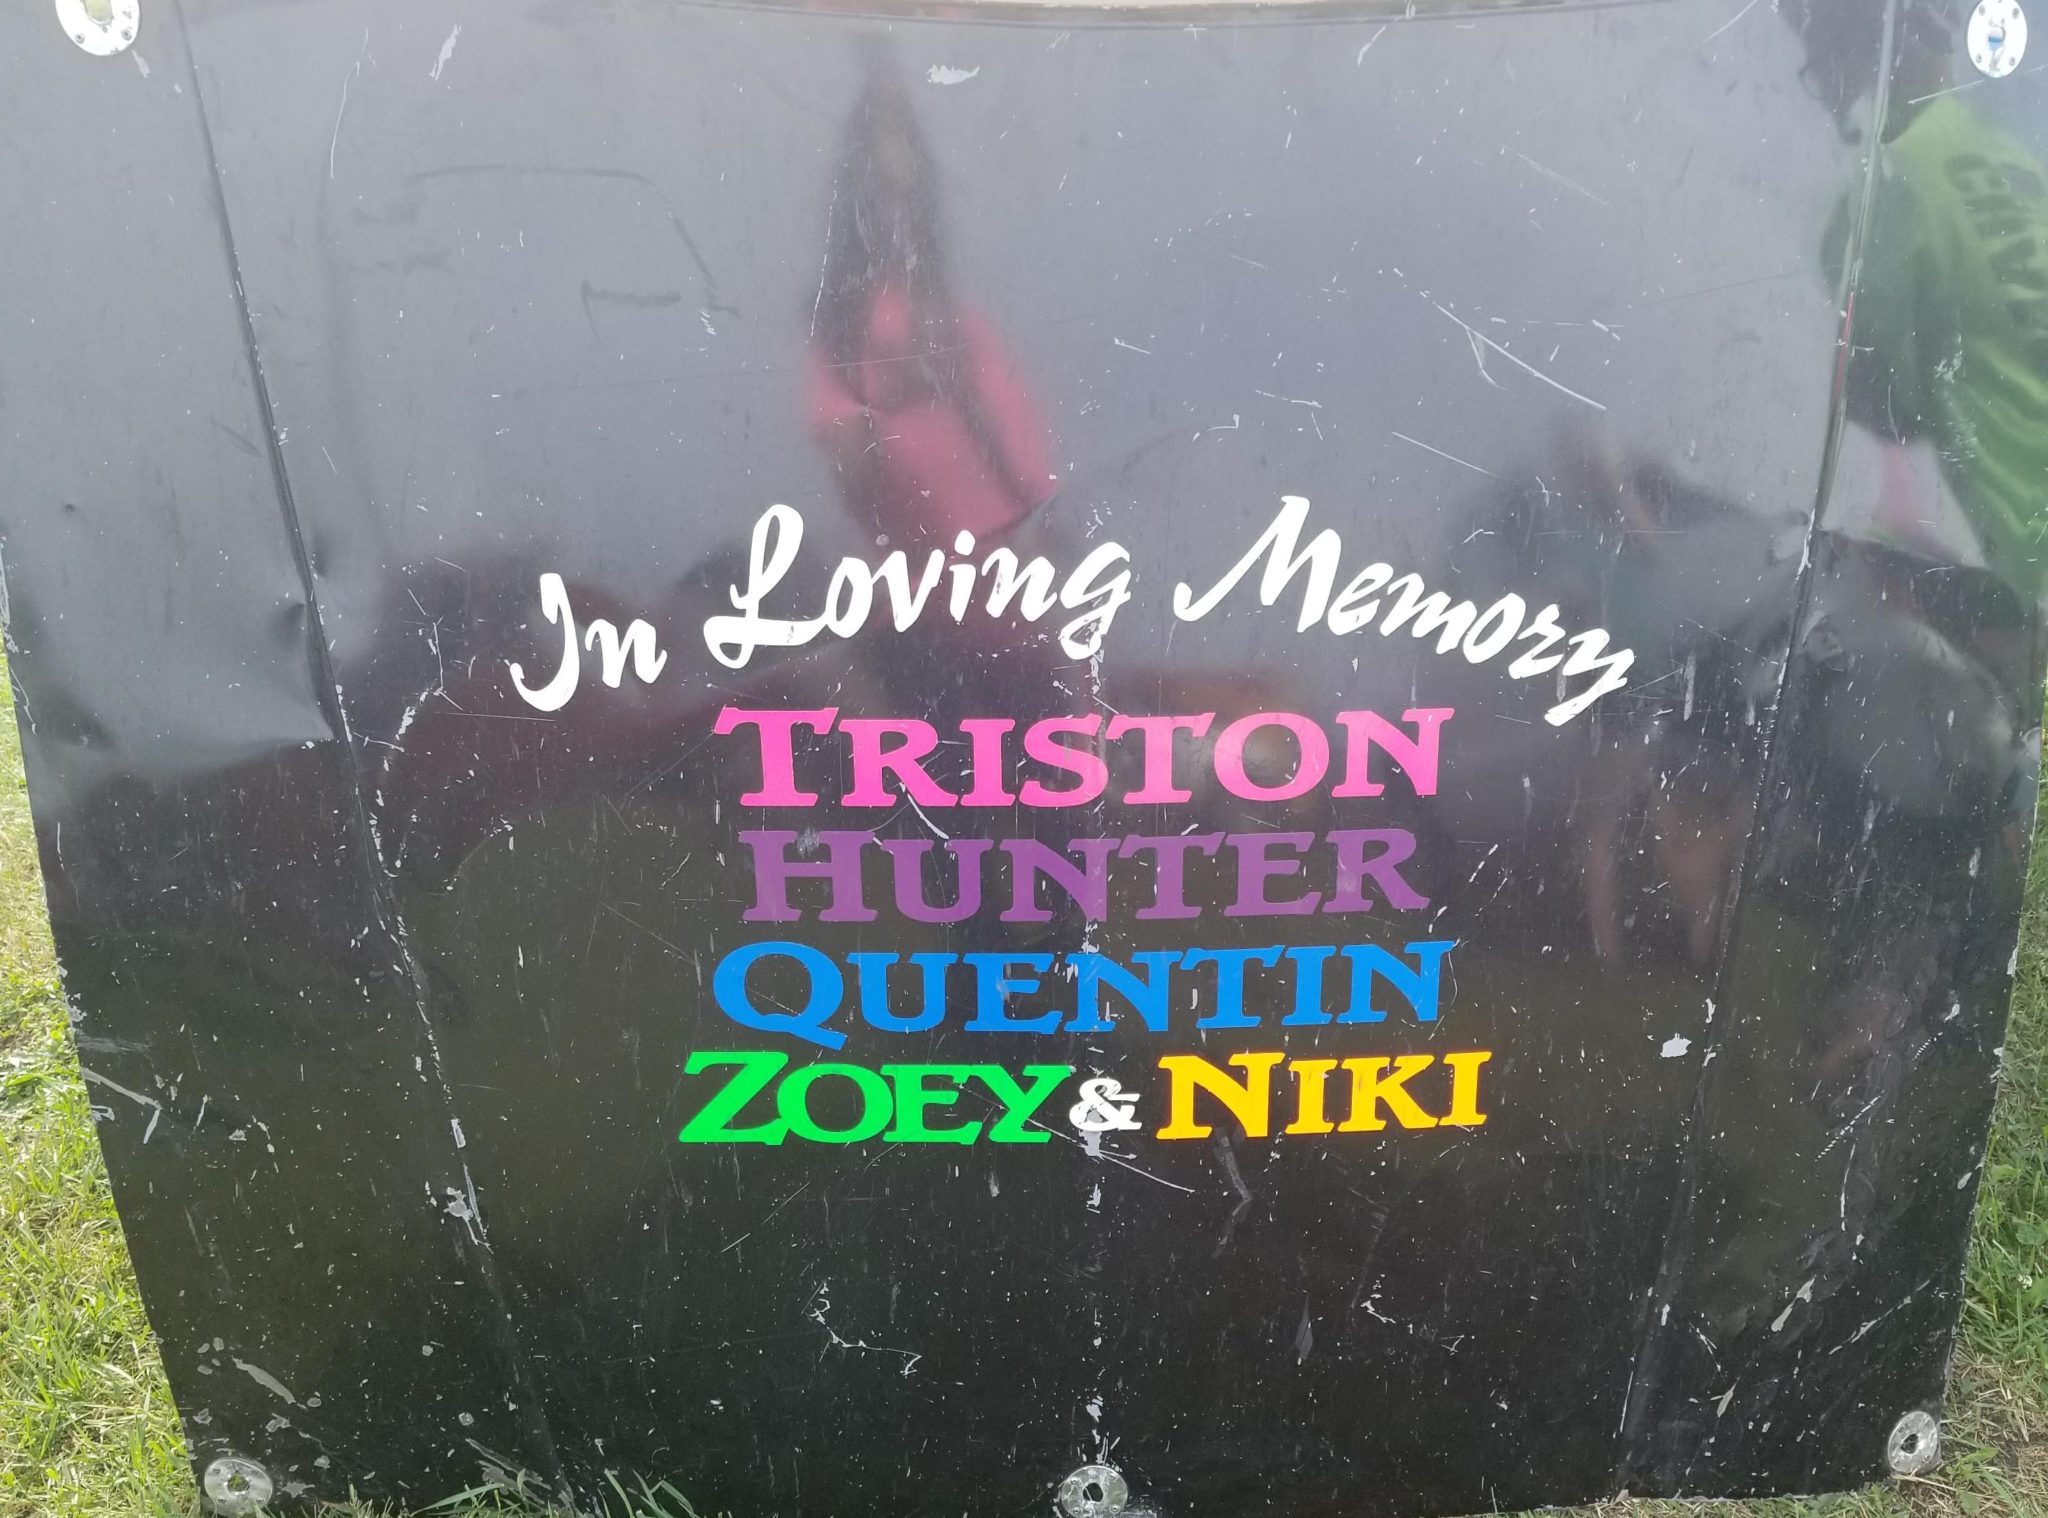 In Loving Memory
TRISTON
HUNTER
QUENTIN
ZOEY & NIKI